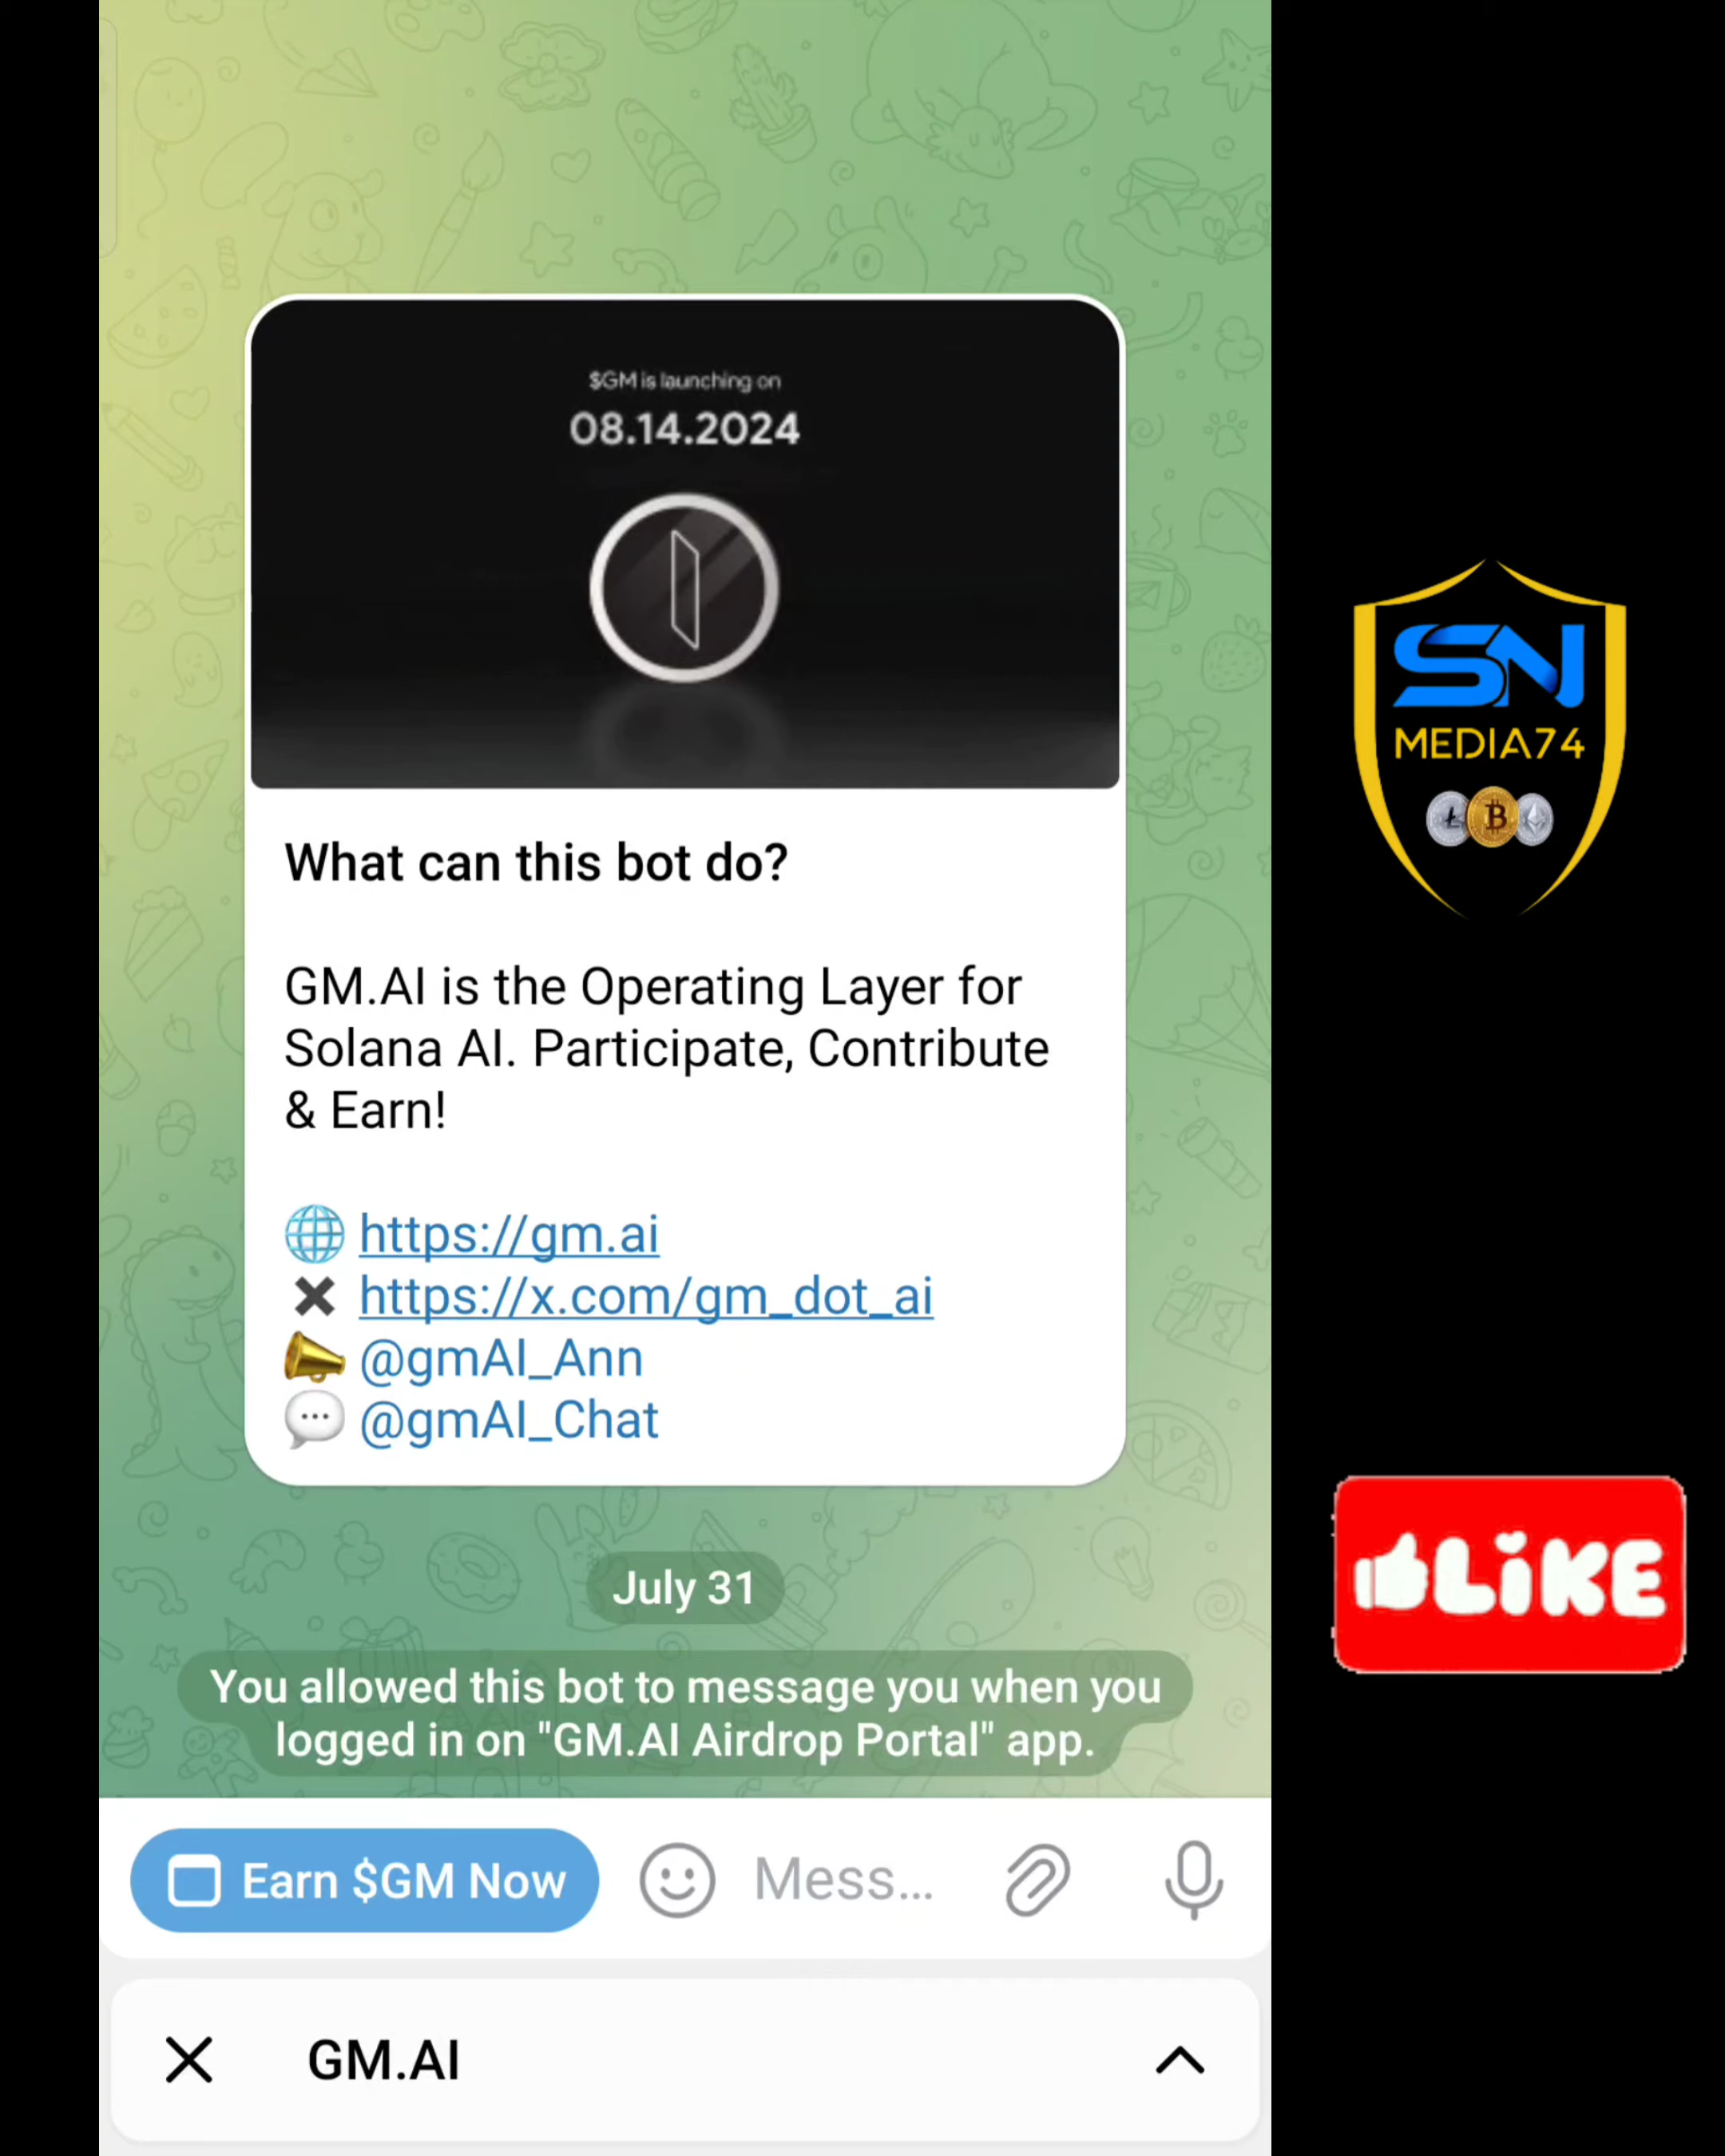 $GM is launching on
08.14.2024
What can this bot do?
GM.AI is the Operating Layer for
Solana AI. Participate, Contribute
& Earn!
https://gm.ai
https://x.com/gm_dot_ai
@gmAI_Ann
@gmAI_Chat
July 31
You allowed this bot to message you when you
logged in on "GM.AI Airdrop Portal" app.
Earn $GM Now
Mess...
GM.AI
SN
MEDIA74
LiKE